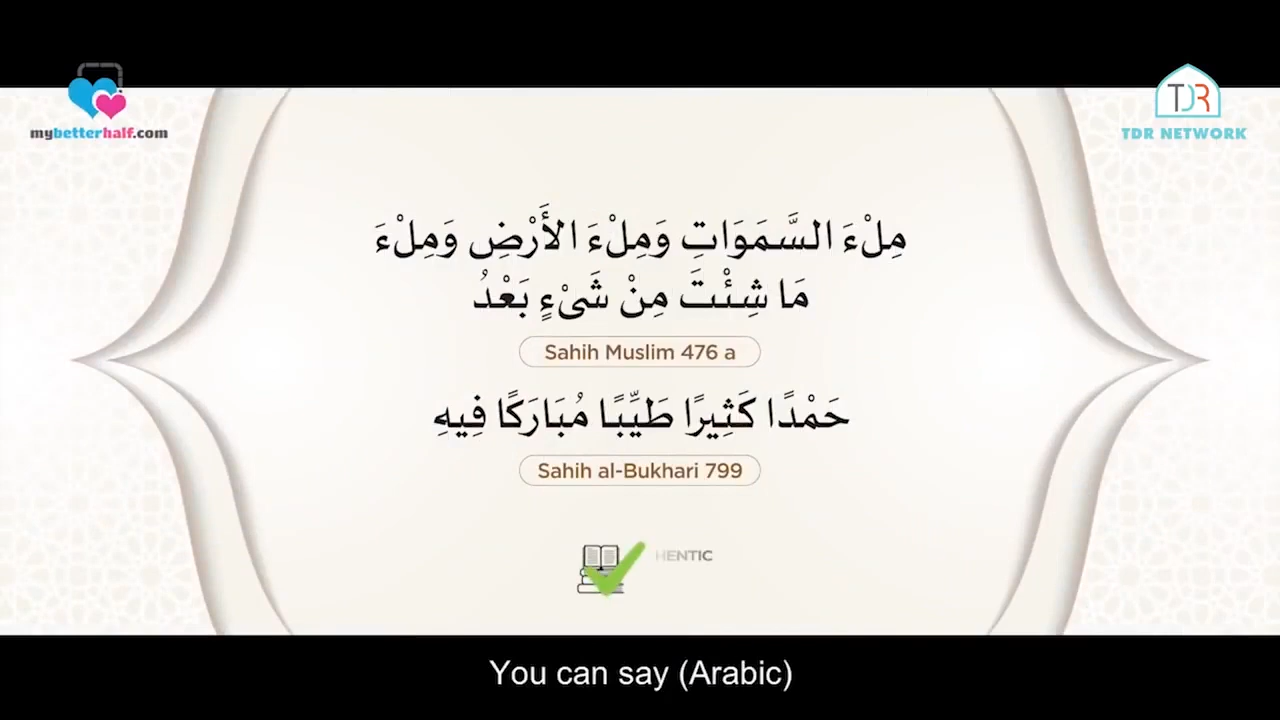 mybetterhalf.com
TDR
TDR NETWORK
مِلْءَ السَّمَوَاتِ وَمِلْءَ الأَرْضِ وَمِلْءَ
مَا شِئْتَ مِنْ شَىْءٍ بَعْدُ
Sahih Muslim 476 a
حَمْدًا كَثِيرًا طَيِّبًا مُبَارَكًا فِيهِ
Sahih al-Bukhari 799
HENTIC
You can say (Arabic)